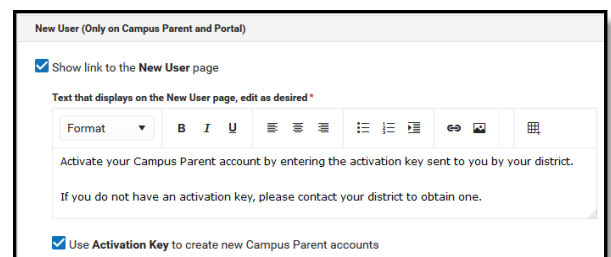 New User (Only on Campus Parent and Portal)
Show link to the New User page
Text that displays on the New User page, edit as desired *
Format B I U
Activate your Campus Parent account by entering the activation key sent to you by your district.
If you do not have an activation key, please contact your district to obtain one.
Use Activation Key to create new Campus Parent accounts